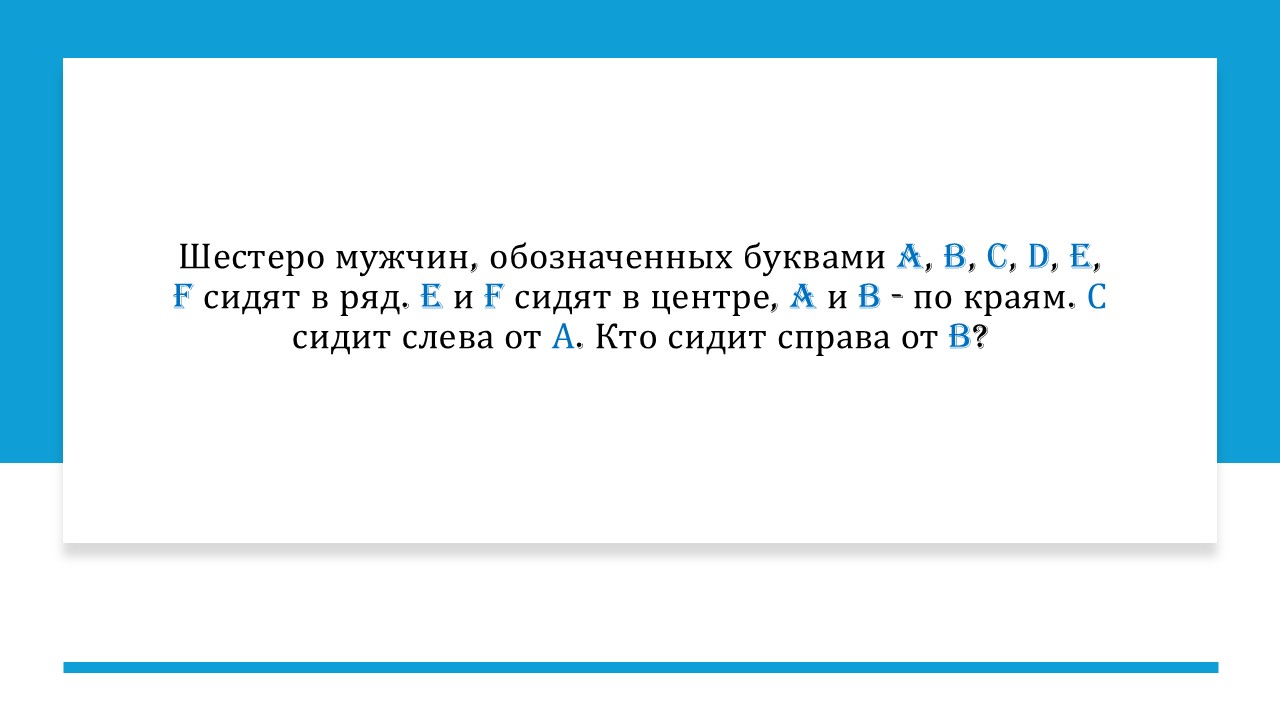 Шестеро мужчин, обозначенных буквами A, B, C, D, E,
F сидят в ряд. E и F сидят в центре, A и B - по краям. C
сидит слева от A. Кто сидит справа от B?